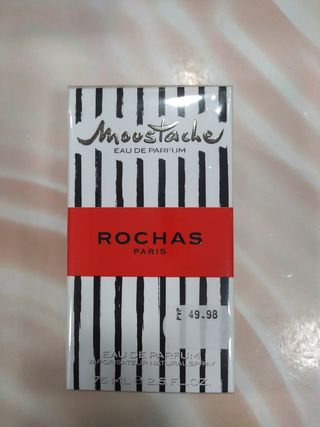 Moustache
EAU DE PARFUM
ROCHAS
PARIS
PVP 49.98
EAU DE PARFUM
VAPORISATEUR NATURAL SPRAY
75 ML ℮ 2.5 FL.OZ.